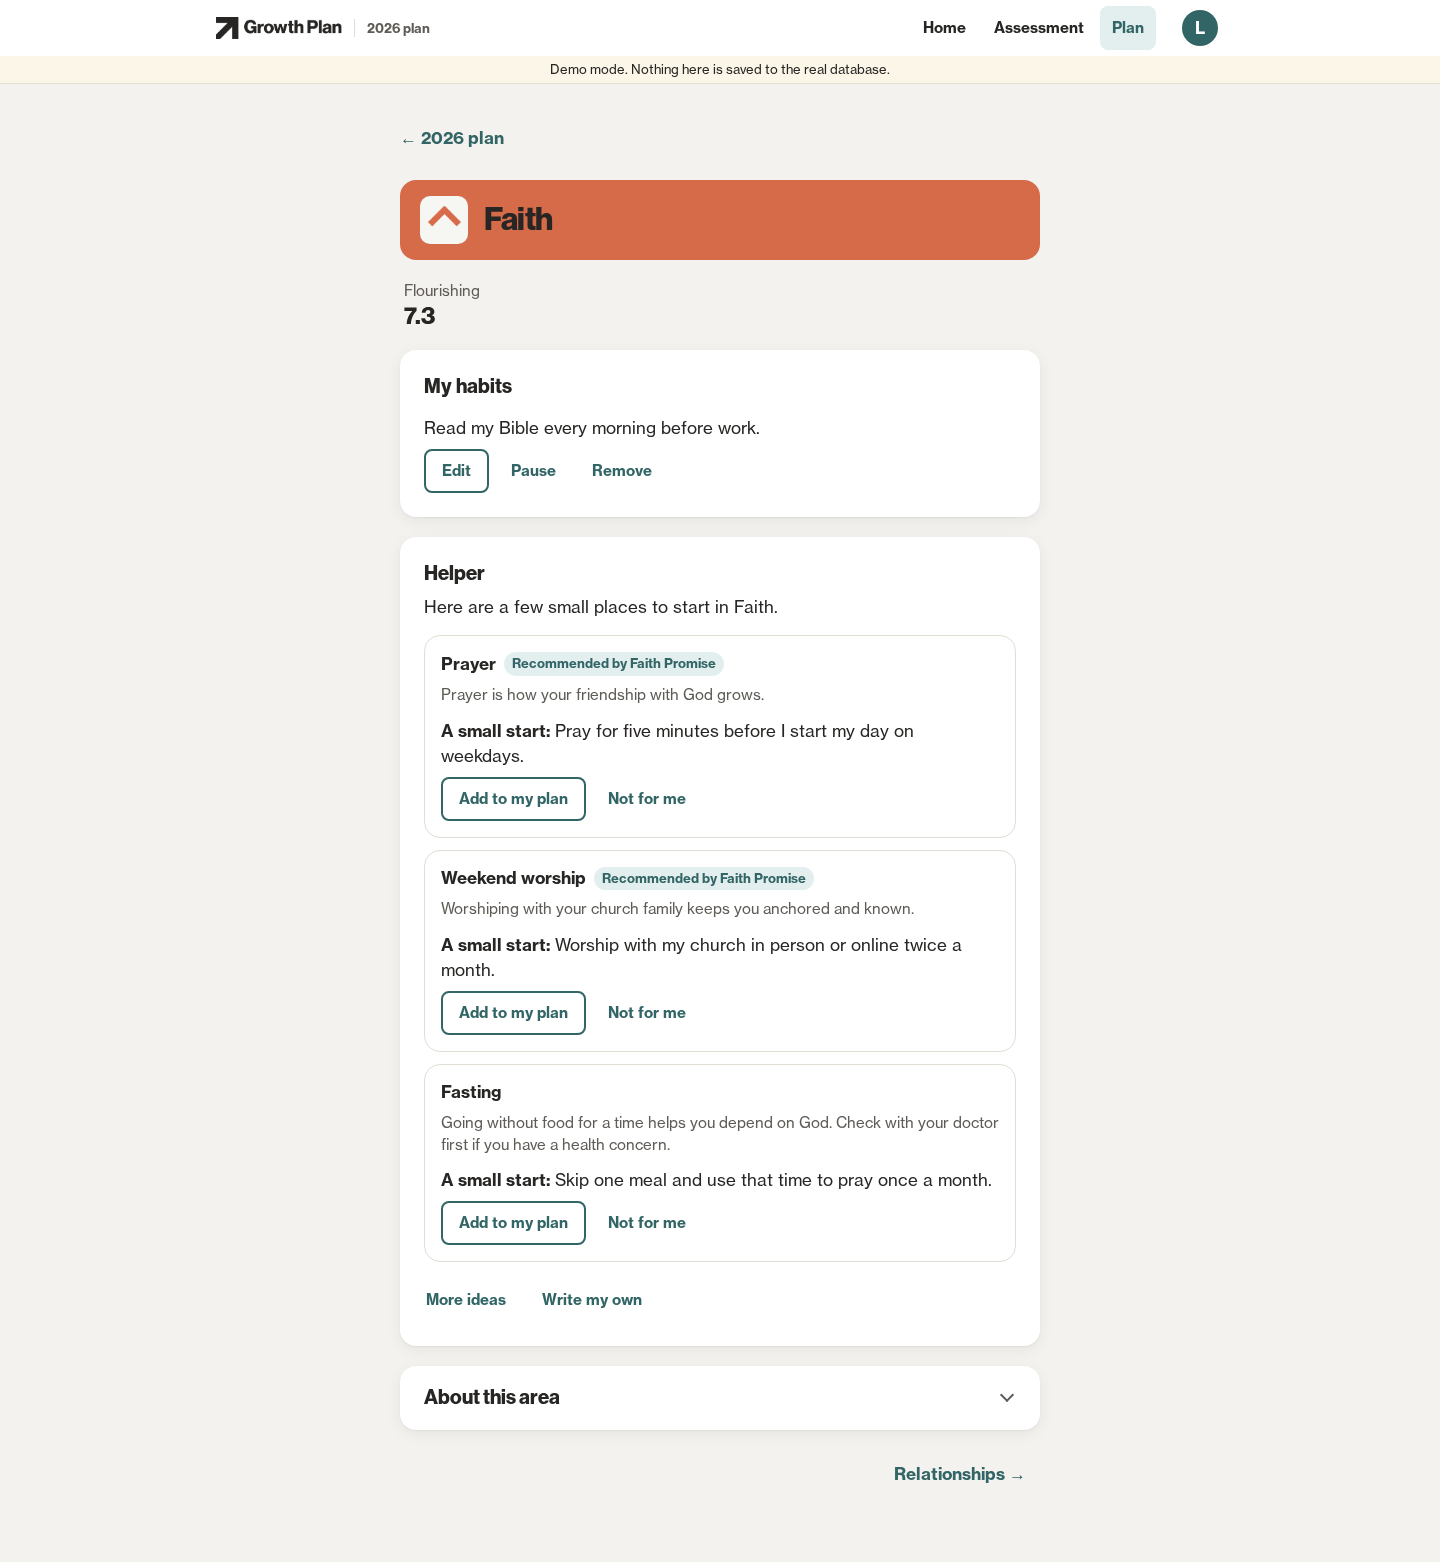 Growth Plan
2026 plan
Home
Assessment
Plan
L
Demo mode. Nothing here is saved to the real database.
← 2026 plan
Faith
Flourishing
7.3
My habits
Read my Bible every morning before work.
Edit
Pause
Remove
Helper
Here are a few small places to start in Faith.
Prayer
Recommended by Faith Promise
Prayer is how your friendship with God grows.
A small start: Pray for five minutes before I start my day on
weekdays.
Add to my plan
Not for me
Weekend worship
Recommended by Faith Promise
Worshiping with your church family keeps you anchored and known.
A small start: Worship with my church in person or online twice a
month.
Add to my plan
Not for me
Fasting
Going without food for a time helps you depend on God. Check with your doctor
first if you have a health concern.
A small start: Skip one meal and use that time to pray once a month.
Add to my plan
Not for me
More ideas
Write my own
About this area
Relationships →